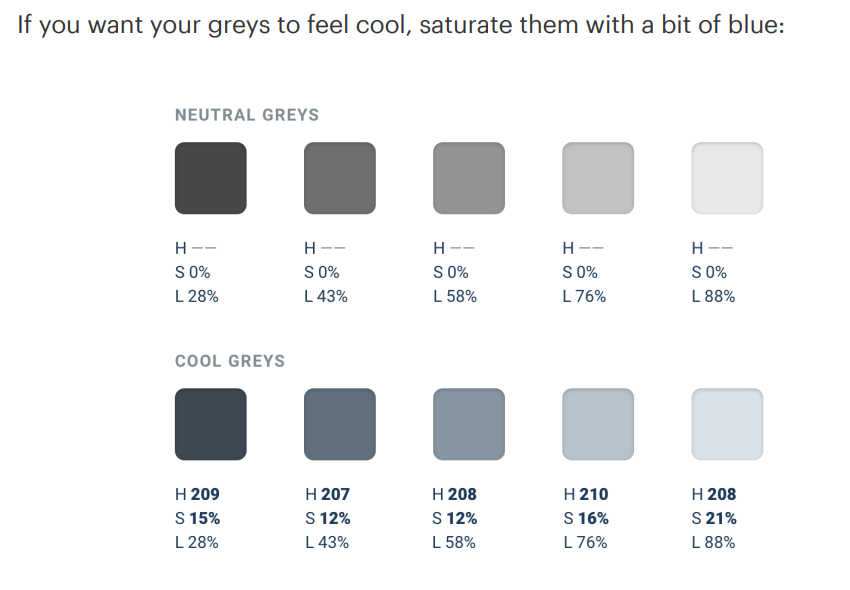 If you want your greys to feel cool, saturate them with a bit of blue:
NEUTRAL GREYS
H —— H —— H —— H —— H ——
S 0% S 0% S 0% S 0% S 0%
L 28% L 43% L 58% L 76% L 88%
COOL GREYS
H 209 H 207 H 208 H 210 H 208
S 15% S 12% S 12% S 16% S 21%
L 28% L 43% L 58% L 76% L 88%